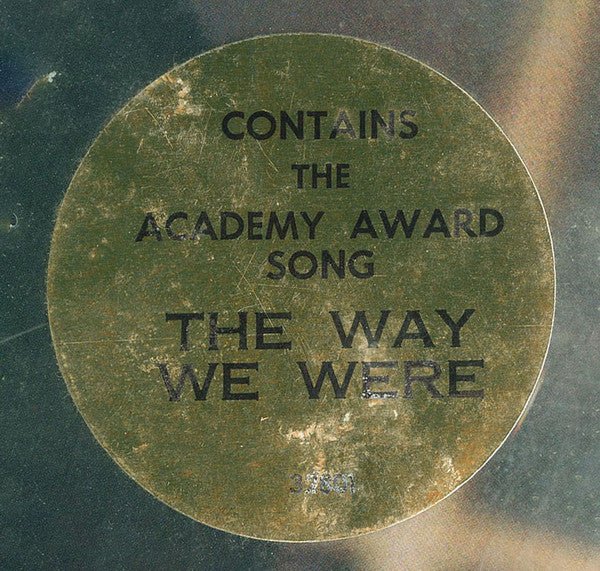 CONTAINS
THE
ACADEMY AWARD
SONG
THE WAY
WE WERE